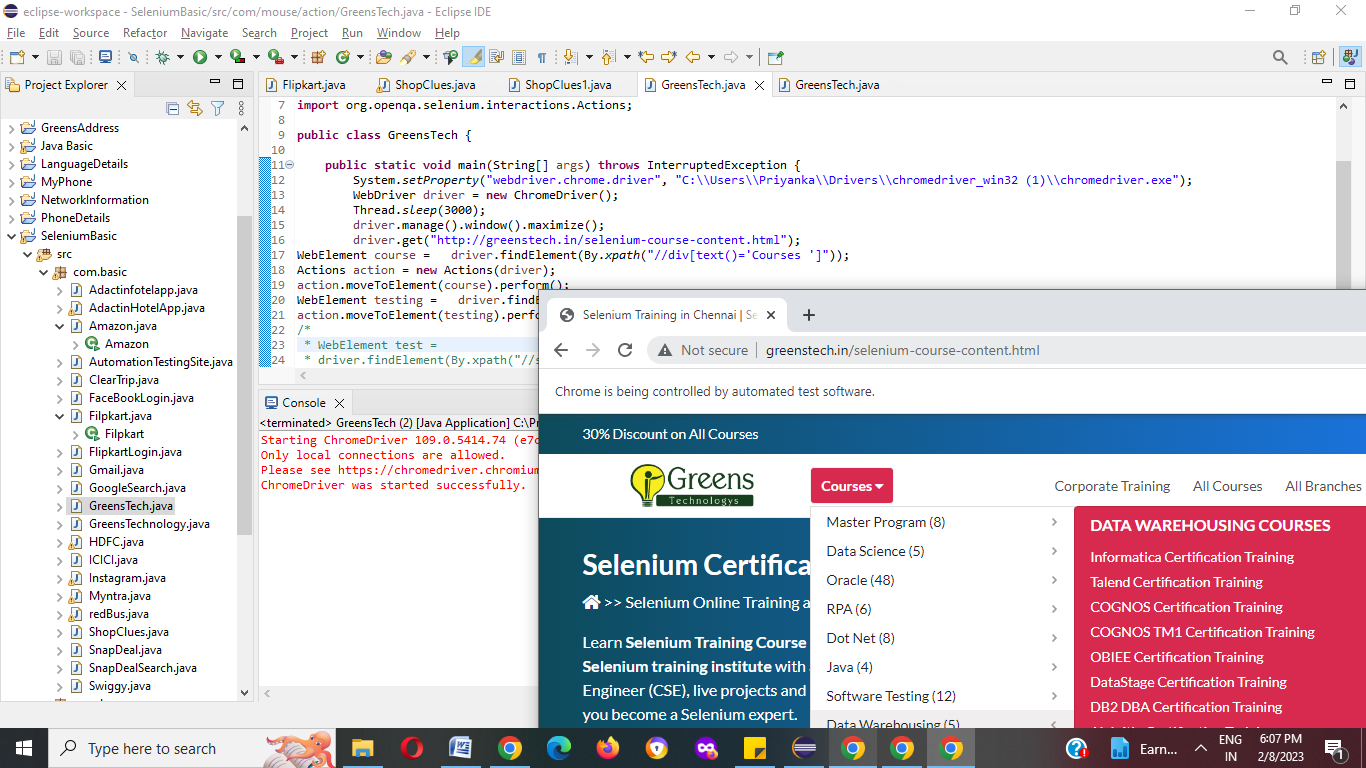 eclipse-workspace - SeleniumBasic/src/com/mouse/action/GreensTech.java - Eclipse IDE
File Edit Source Refactor Navigate Search Project Run Window Help
Project Explorer
GreensAddress
Java Basic
LanguageDetails
MyPhone
NetworkInformation
PhoneDetails
SeleniumBasic
src
com.basic
Adactinfotelapp.java
AdactinHotelApp.java
Amazon.java
Amazon
AutomationTestingSite.java
ClearTrip.java
FaceBookLogin.java
Filpkart.java
Filpkart
FlipkartLogin.java
Gmail.java
GoogleSearch.java
GreensTech.java
GreensTechnology.java
HDFC.java
ICICI.java
Instagram.java
Myntra.java
redBus.java
ShopClues.java
SnapDeal.java
SnapDealSearch.java
Swiggy.java
Flipkart.java ShopClues.java ShopClues1.java GreensTech.java GreensTech.java
7 import org.openqa.selenium.interactions.Actions;
8
9 public class GreensTech {
10
11 public static void main(String[] args) throws InterruptedException {
12 System.setProperty("webdriver.chrome.driver", "C:\\Users\\Priyanka\\Drivers\\chromedriver_win32 (1)\\chromedriver.exe");
13 WebDriver driver = new ChromeDriver();
14 Thread.sleep(3000);
15 driver.manage().window().maximize();
16 driver.get("http://greenstech.in/selenium-course-content.html");
17 WebElement course = driver.findElement(By.xpath("//div[text()='Courses ']"));
18 Actions action = new Actions(driver);
19 action.moveToElement(course).perform();
20 WebElement testing = driver.findE
21 action.moveToElement(testing).perfo
22 /*
23 * WebElement test =
24 * driver.findElement(By.xpath("//s
Console
<terminated> GreensTech (2) [Java Application] C:\Pr
Starting ChromeDriver 109.0.5414.74 (e7c
Only local connections are allowed.
Please see https://chromedriver.chromium
ChromeDriver was started successfully.
Selenium Training in Chennai | Se
Not secure greenstech.in/selenium-course-content.html
Chrome is being controlled by automated test software.
30% Discount on All Courses
Greens
Technologys
Courses
Corporate Training All Courses All Branches
Selenium Certifica
>> Selenium Online Training a
Learn Selenium Training Course
Selenium training institute with
Engineer (CSE), live projects and
you become a Selenium expert.
Master Program (8)
Data Science (5)
Oracle (48)
RPA (6)
Dot Net (8)
Java (4)
Software Testing (12)
Data Warehousing (5)
DATA WAREHOUSING COURSES
Informatica Certification Training
Talend Certification Training
COGNOS Certification Training
COGNOS TM1 Certification Training
OBIEE Certification Training
DataStage Certification Training
DB2 DBA Certification Training
Type here to search
Earn...
ENG
IN
6:07 PM
2/8/2023
1